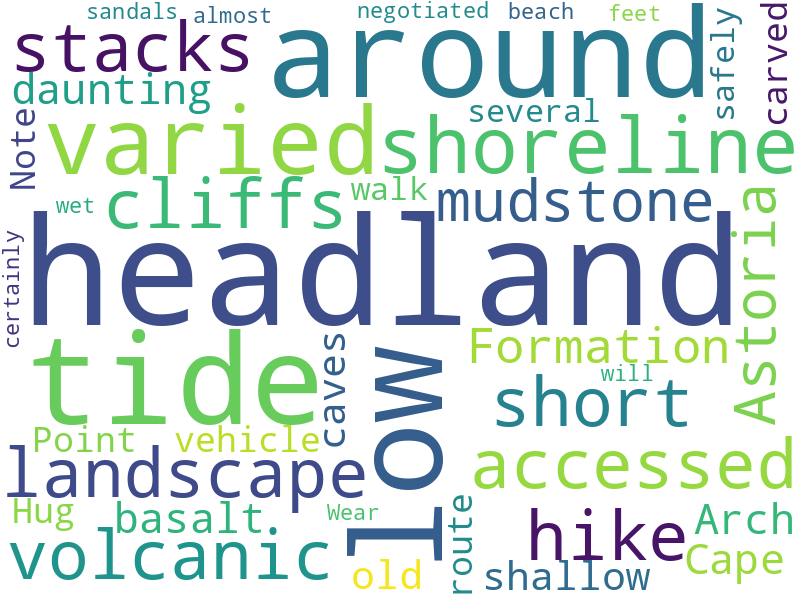 sandals
almost
negotiated
beach
feet
stacks
around
safely
carved
daunting
several
Note
varied
shoreline
wet
cliffs
walk
mudstone
certainly
headland
Astoria
tide
caves
low
Formation
will
short
Point
vehicle
landscape
accessed
Hug
basalt
Wear
route
hike
Arch
volcanic
old
shallow
Cape